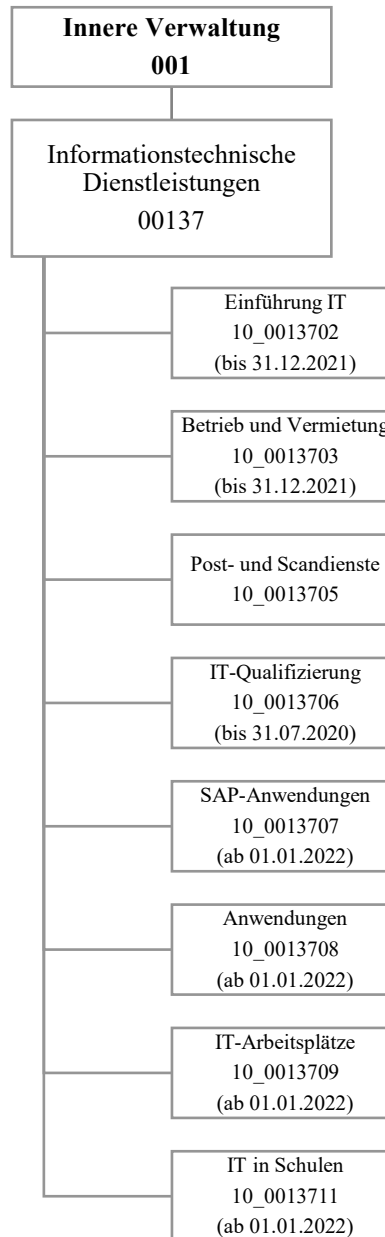 Innere Verwaltung
001
Informationstechnische
Dienstleistungen
00137
Einführung IT
10_0013702
(bis 31.12.2021)
Betrieb und Vermietung
10_0013703
(bis 31.12.2021)
Post- und Scandienste
10_0013705
IT-Qualifizierung
10_0013706
(bis 31.07.2020)
SAP-Anwendungen
10_0013707
(ab 01.01.2022)
Anwendungen
10_0013708
(ab 01.01.2022)
IT-Arbeitsplätze
10_0013709
(ab 01.01.2022)
IT in Schulen
10_0013711
(ab 01.01.2022)